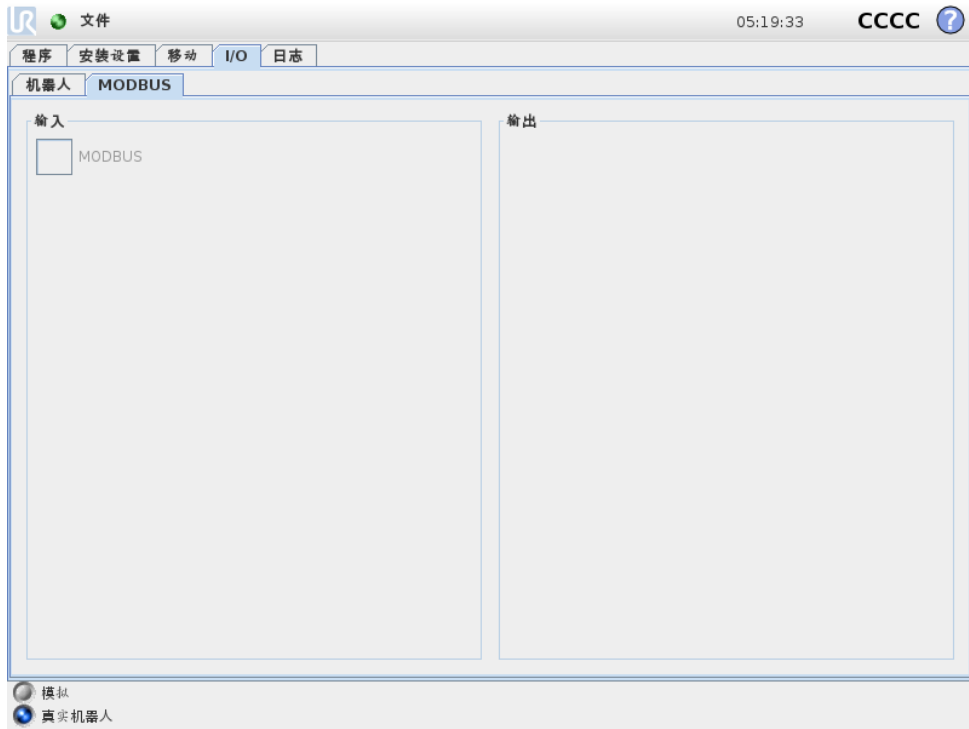 UR 文件 05:19:33 CCCC ?
程序 安装设置 移动 I/O 日志
机器人 MODBUS
输入 输出
MODBUS
模拟
真实机器人